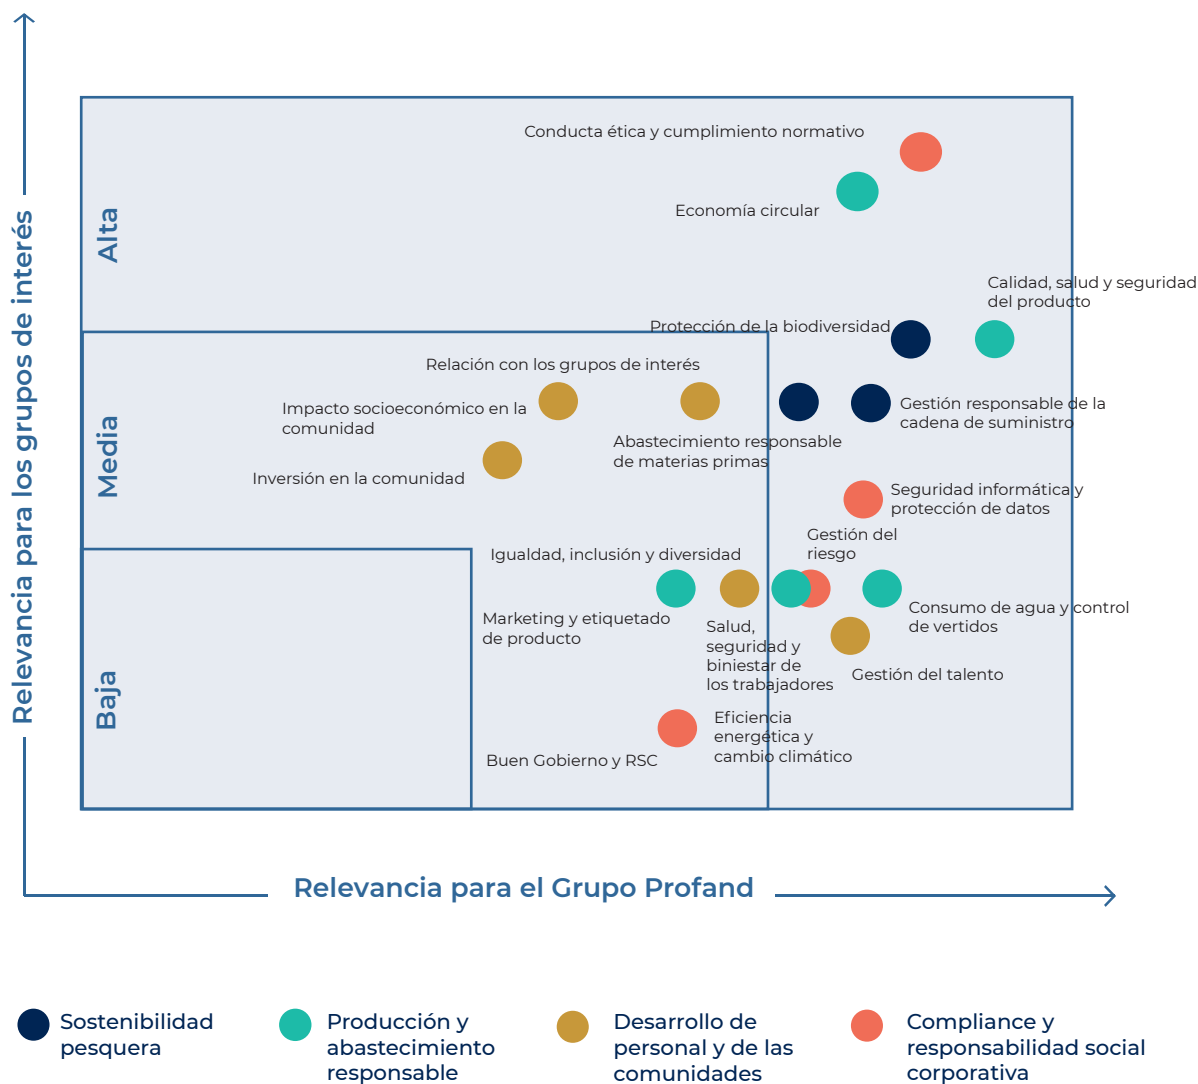 Relevancia para los grupos de interés
Alta
Media
Baja
Conducta ética y cumplimiento normativo
Economía circular
Calidad, salud y seguridad
del producto
Protección de la biodiversidad
Relación con los grupos de interés
Impacto socioeconómico en la
comunidad
Gestión responsable de la
cadena de suministro
Abastecimiento responsable
de materias primas
Inversión en la comunidad
Seguridad informática y
protección de datos
Gestión del
riesgo
Igualdad, inclusión y diversidad
Marketing y etiquetado
de producto
Salud,
seguridad y
biniestar de
los trabajadores
Consumo de agua y control
de vertidos
Gestión del talento
Eficiencia
energética y
cambio climático
Buen Gobierno y RSC
Relevancia para el Grupo Profand
Sostenibilidad
pesquera
Producción y
abastecimiento
responsable
Desarrollo de
personal y de las
comunidades
Compliance y
responsabilidad social
corporativa